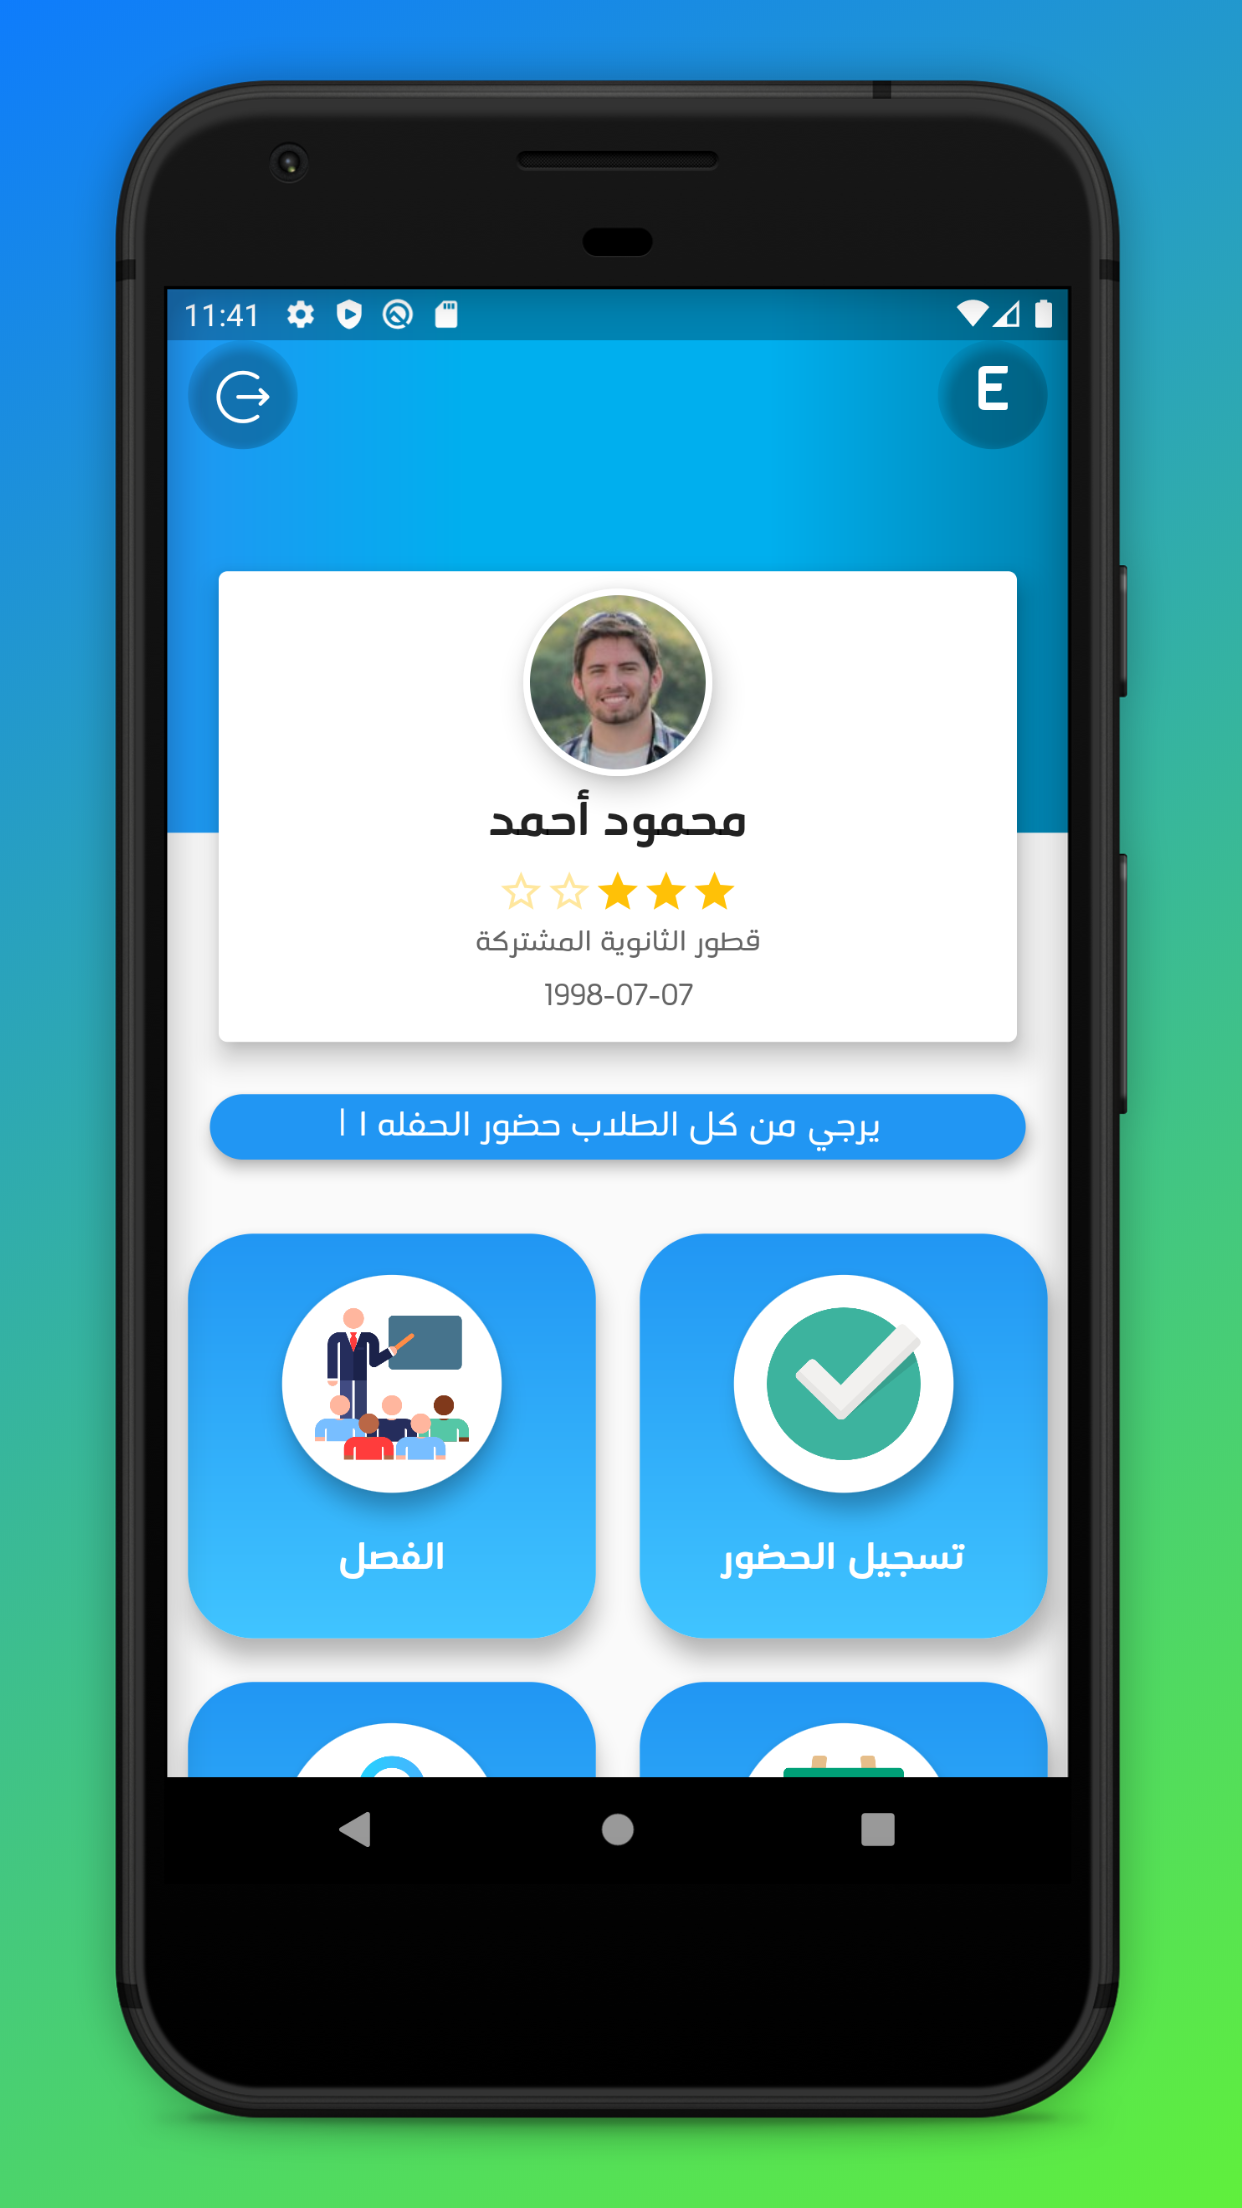 11:41
E
محمود أحمد
قطور الثانوية المشتركة
1998-07-07
يرجي من كل الطلاب حضور الحفله ا |
تسجيل الحضور
الفصل